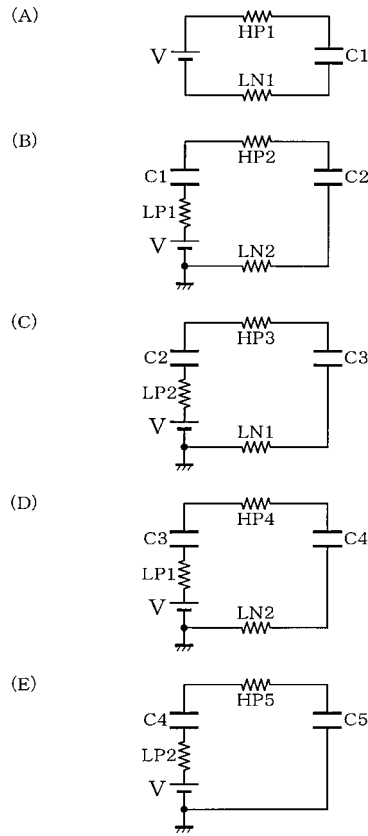 (A)
HP1
V
C1
LN1
(B)
HP2
C1
C2
LP1
V
LN2
(C)
HP3
C2
C3
LP2
V
LN1
(D)
HP4
C3
C4
LP1
V
LN2
(E)
HP5
C4
C5
LP2
V